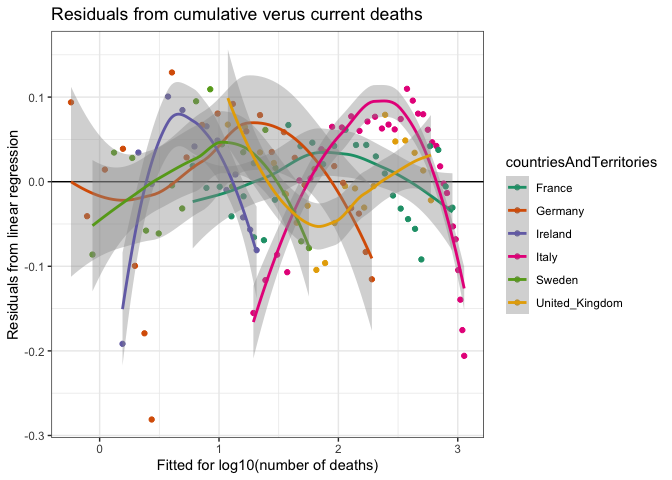 Residuals from cumulative verus current deaths
Residuals from linear regression
0.1
0.0
-0.1
-0.2
-0.3
0
1
2
3
Fitted for log10(number of deaths)
countriesAndTerritories
France
Germany
Ireland
Italy
Sweden
United_Kingdom